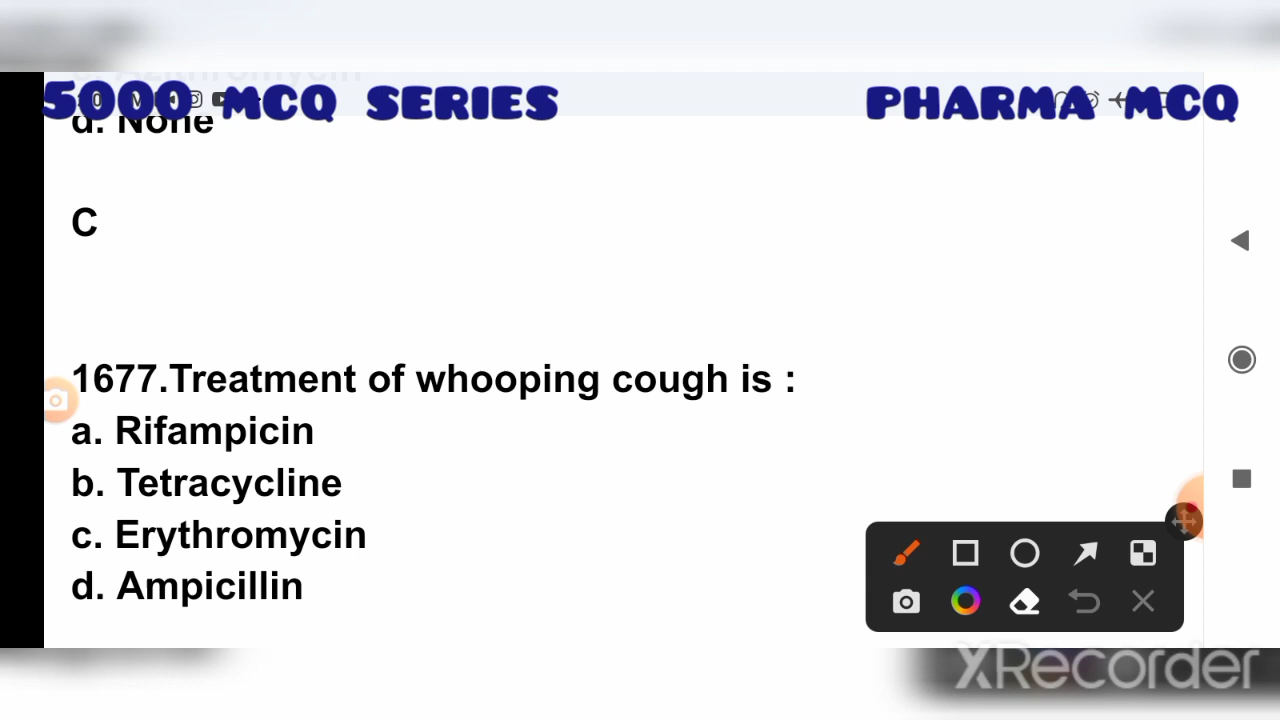 5000 MCQ SERIES
PHARMA MCQ
d. None
C
1677.Treatment of whooping cough is :
a. Rifampicin
b. Tetracycline
c. Erythromycin
d. Ampicillin
XRecorder